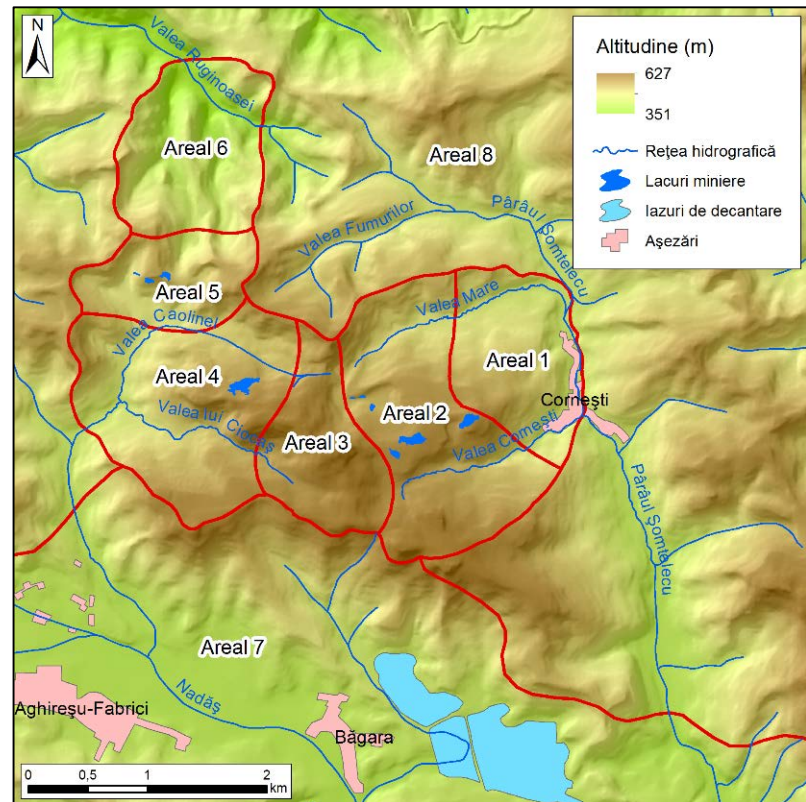 N
Valea Ruginoasei
Areal 6
Areal 8
Altitudine (m)
627
351
Rețea hidrografică
Lacuri miniere
Iazuri de decantare
Așezări
Pârâul Șomtelecu
Valea Fumurilor
Areal 5
Valea Caolinei
Valea Mare
Areal 1
Areal 4
Areal 2
Cornești
Valea lui Ciocaș
Areal 3
Valea Cornești
Pârâul Șomtelecu
Areal 7
Nadăș
Aghireșu-Fabrici
Băgara
0 0,5 1 2
km